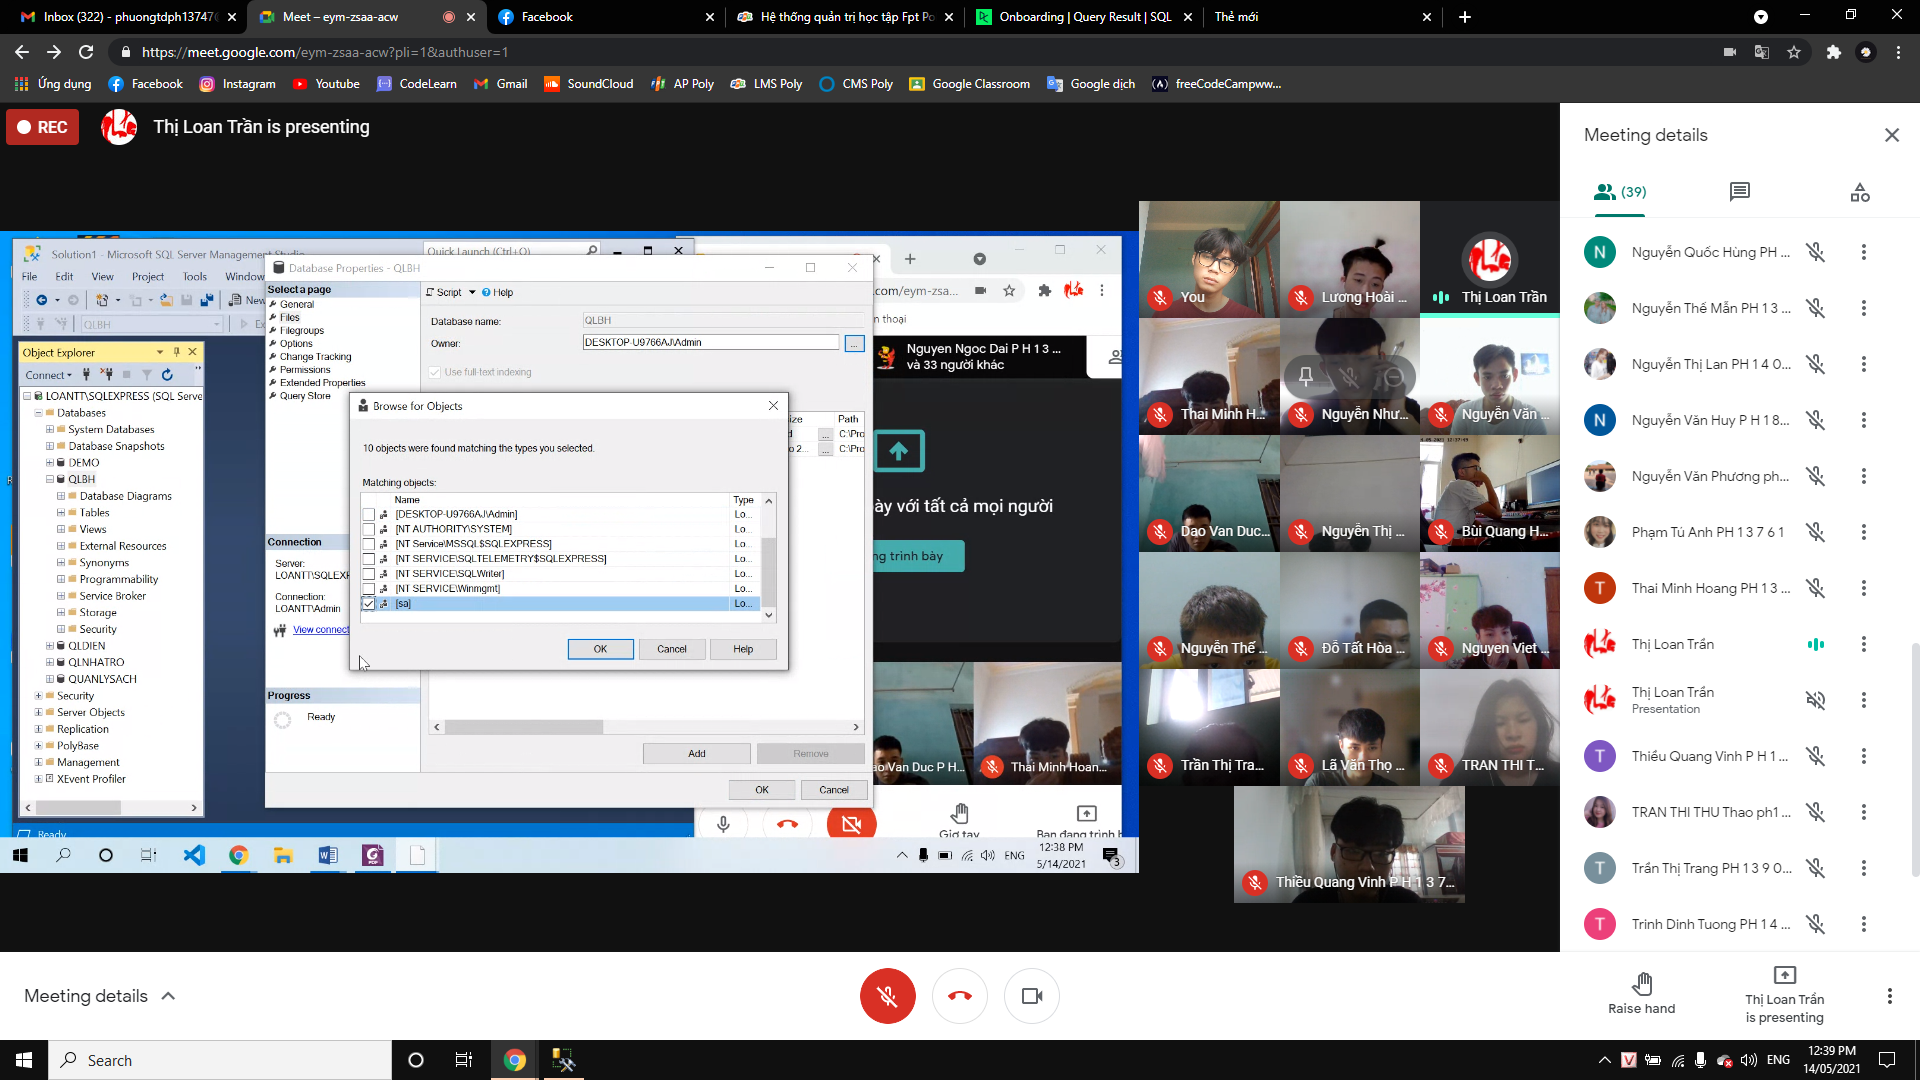 Inbox (322) - phuongtdph13747
Meet – eym-zsaa-acw
Facebook
Hệ thống quản trị học tập Fpt Po
Onboarding | Query Result | SQL
Thẻ mới
https://meet.google.com/eym-zsaa-acw?pli=1&authuser=1
Ứng dụng
Facebook
Instagram
Youtube
CodeLearn
Gmail
SoundCloud
AP Poly
LMS Poly
CMS Poly
Google Classroom
Google dịch
freeCodeCampww...
REC
Thị Loan Trần is presenting
Solution1 - Microsoft SQL Server Management Studio
Quick Launch (Ctrl+Q)
File Edit View Project Tools Window
New
QLBH
Object Explorer
Connect
LOANTT\SQLEXPRESS (SQL Serve
Databases
System Databases
Database Snapshots
DEMO
QLBH
Database Diagrams
Tables
Views
External Resources
Synonyms
Programmability
Service Broker
Storage
Security
QLDIEN
QLNHATRO
QUANLYSACH
Security
Server Objects
Replication
PolyBase
Management
XEvent Profiler
Ready
Database Properties - QLBH
Select a page
General
Files
Filegroups
Options
Change Tracking
Permissions
Extended Properties
Query Store
Connection
Server:
LOANTT\SQLEXF
Connection:
LOANTT\Admin
View connect
Progress
Ready
Script
Help
Database name:
QLBH
Owner:
DESKTOP-U9766AJ\Admin
...
Use full-text indexing
Path
C:\Pro
C:\Pro
Browse for Objects
10 objects were found matching the types you selected.
Matching objects:
Name
Type
[DESKTOP-U9766AJ\Admin]
Lo...
[NT AUTHORITY\SYSTEM]
Lo...
[NT Service\MSSQL$SQLEXPRESS]
Lo...
[NT SERVICE\SQLTELEMETRY$SQLEXPRESS]
Lo...
[NT SERVICE\SQLWriter]
Lo...
[NT SERVICE\Winmgmt]
Lo...
[sa]
Lo...
OK
Cancel
Help
Add
Remove
OK
Cancel
.com/eym-zsa...
n thoại
Nguyen Ngoc Dai P H 1 3 ...
và 33 người khác
ày với tất cả mọi người
ng trình bày
ao Van Duc P H...
Thai Minh Hoan...
Giơ tay
Bạn đang trình b
12:38 PM
5/14/2021
ENG
3
You
Lương Hoài ...
Thị Loan Trần
Thai Minh H...
Nguyễn Như...
Nguyễn Văn ...
Dao Van Duc...
Nguyễn Thị ...
Bùi Quang H...
Nguyễn Thế ...
Đỗ Tất Hòa ...
Nguyen Viet ...
Trần Thị Tra...
Lã Văn Thọ ...
TRAN THI T...
Thiều Quang Vinh P H 1 3 7...
Meeting details
(39)
Nguyễn Quốc Hùng PH ...
Nguyễn Thế Mẫn PH 1 3 ...
Nguyễn Thị Lan PH 1 4 0...
Nguyễn Văn Huy P H 1 8...
Nguyễn Văn Phương ph...
Phạm Tú Anh PH 1 3 7 6 1
Thai Minh Hoang PH 1 3 ...
Thị Loan Trần
Thị Loan Trần
Presentation
Thiều Quang Vinh P H 1 ...
TRAN THI THU Thao ph1...
Trần Thị Trang PH 1 3 9 0...
Trinh Dinh Tuong PH 1 4 ...
Meeting details
Raise hand
Thị Loan Trần
is presenting
Search
ENG
12:39 PM
14/05/2021